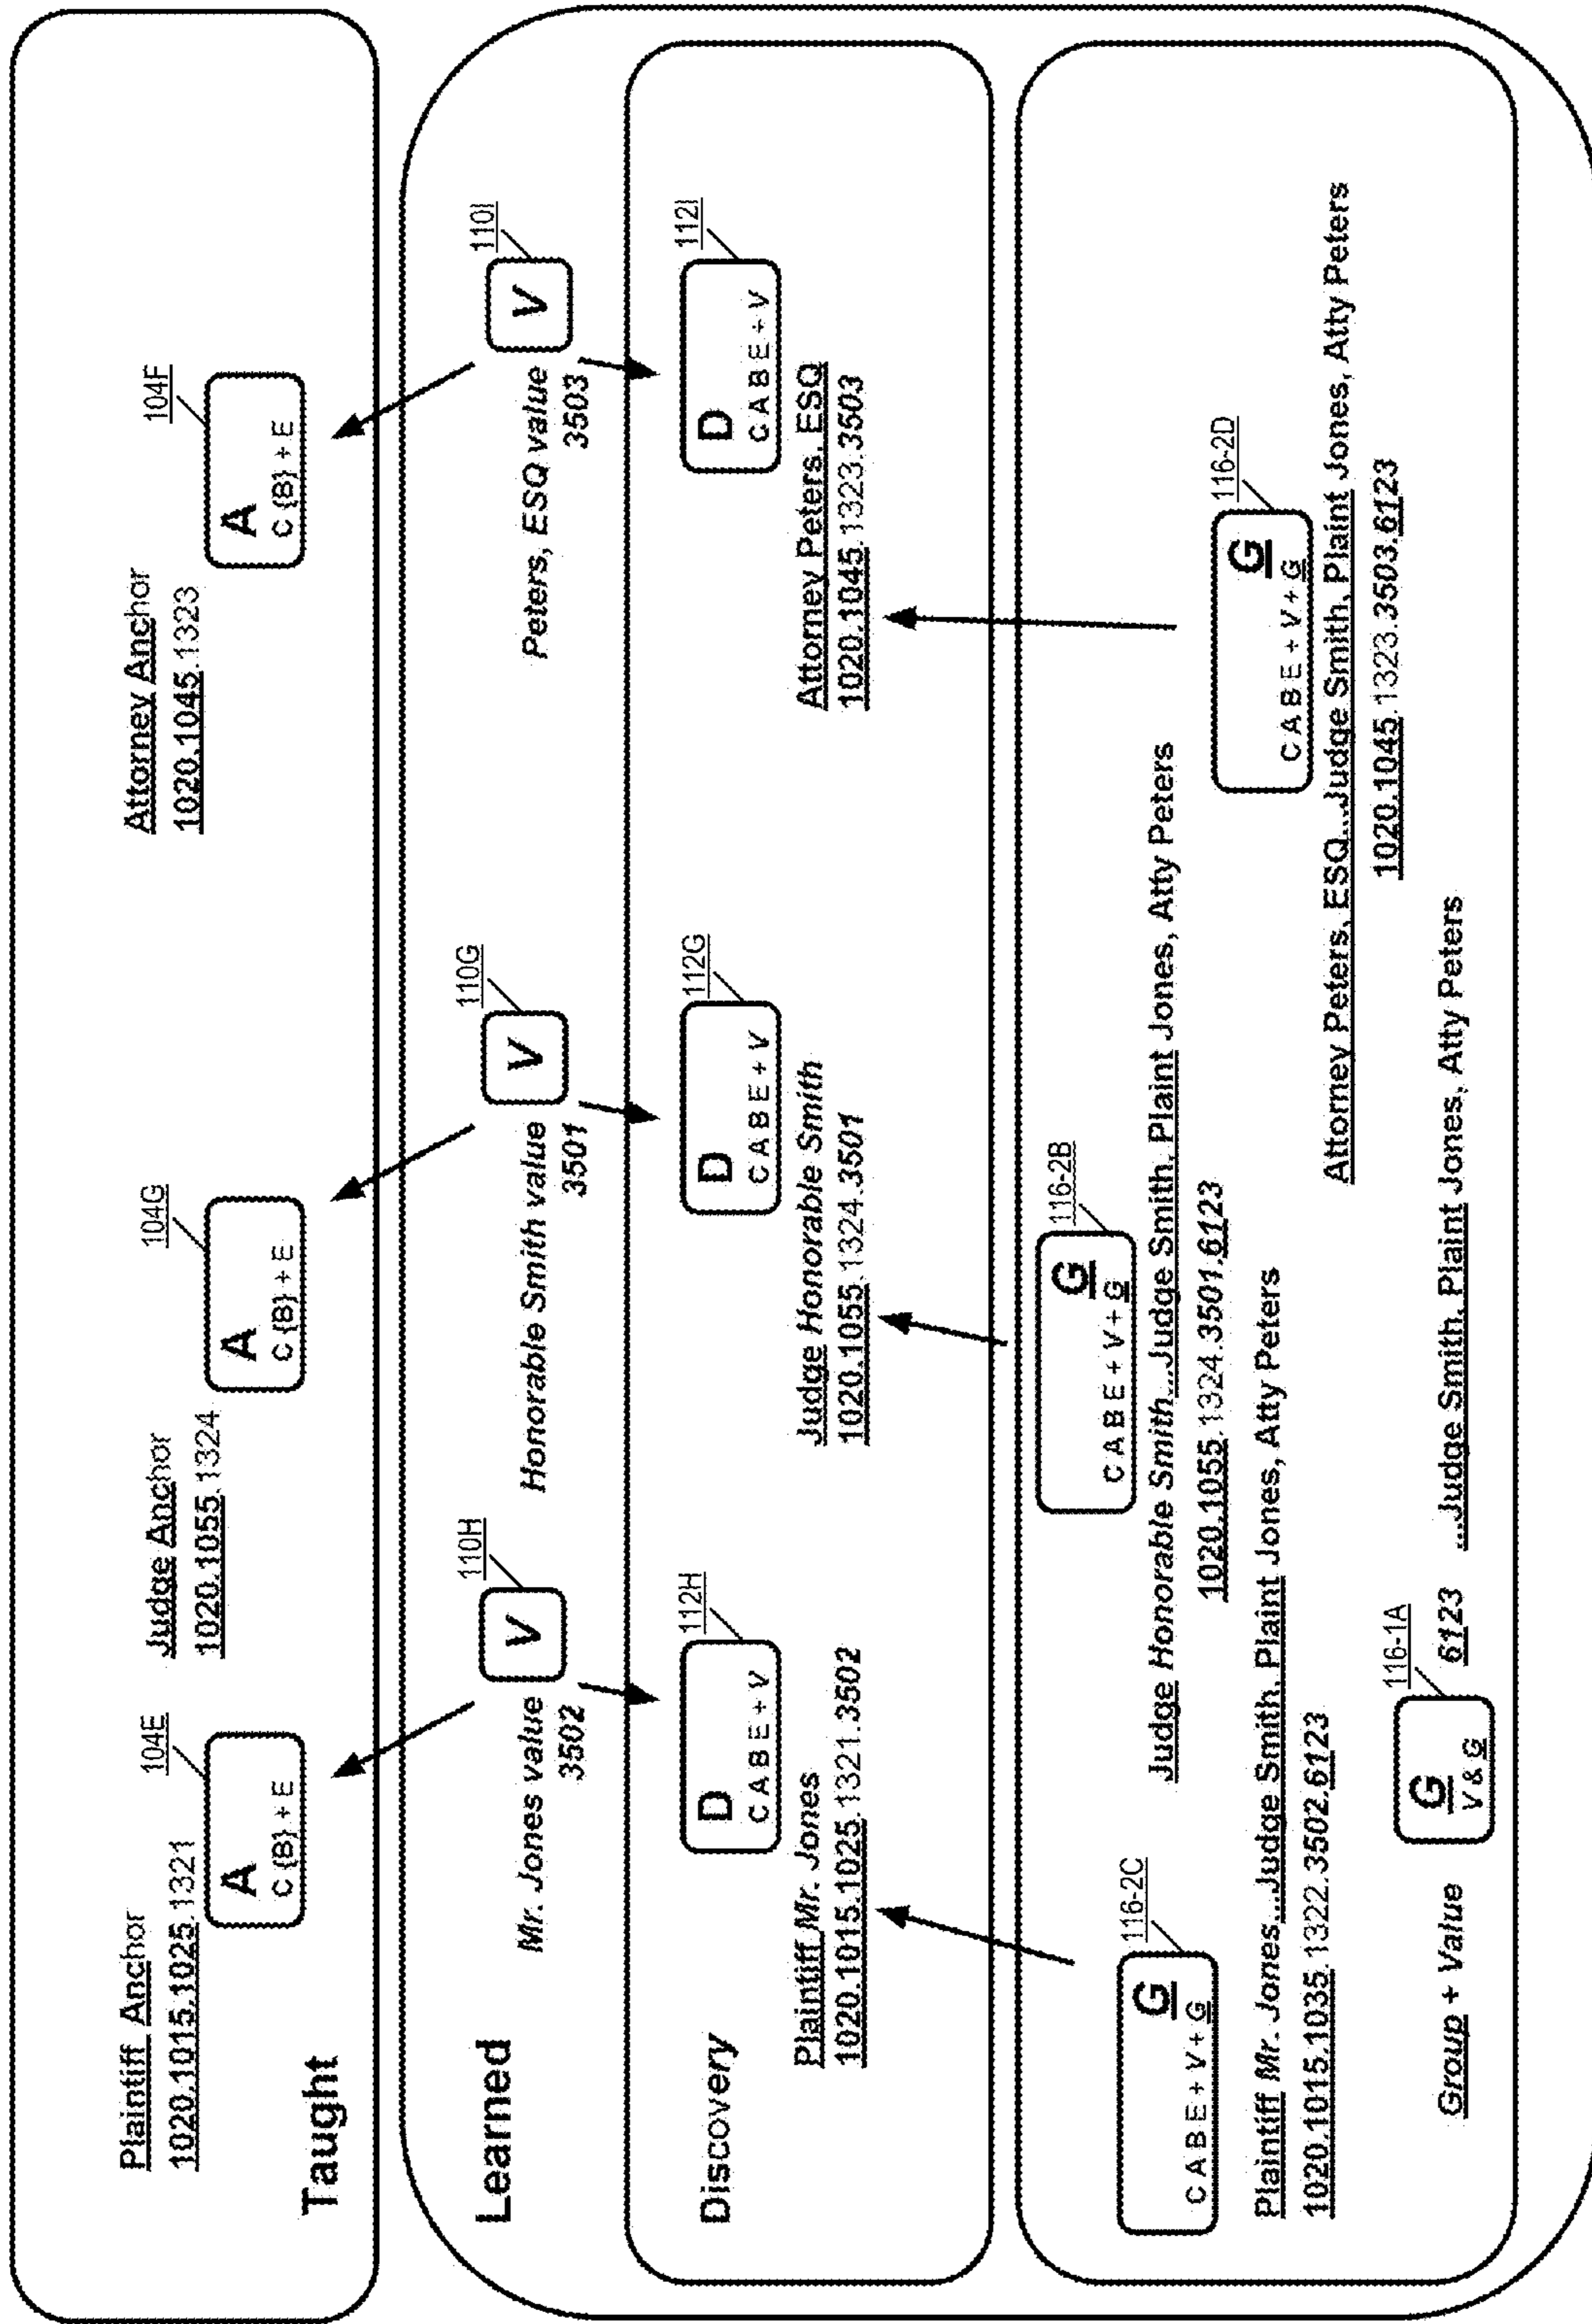 Plaintiff Anchor
1020.1015.1025.1321
104E
A
C {B} + E
Judge Anchor
1020.1055.1324
104G
A
C {B} + E
Attorney Anchor
1020.1045.1323
104F
A
C {B} + E
Taught
Learned
110H
V
Mr. Jones value
3502
110G
V
Honorable Smith value
3501
110I
V
Peters, ESQ value
3503
Discovery
112H
D
C A B E + V
Plaintiff Mr. Jones
1020.1015.1025.1321.3502
112G
D
C A B E + V
Judge Honorable Smith
1020.1055.1324.3501
112I
D
C A B E + V
Attorney Peters, ESQ
1020.1045.1323.3503
116-2B
G
C A B E + V + G
Judge Honorable Smith...Judge Smith, Plaint Jones, Atty Peters
1020.1055.1324.3501.6123
116-2C
G
C A B E + V + G
Plaintiff Mr. Jones...Judge Smith, Plaint Jones, Atty Peters
1020.1015.1035.1322.3502.6123
116-2D
G
C A B E + V + G
Attorney Peters, ESQ...Judge Smith, Plaint Jones, Atty Peters
1020.1045.1323.3503.6123
Group + Value
116-1A
G
V & G
6123
...Judge Smith, Plaint Jones, Atty Peters